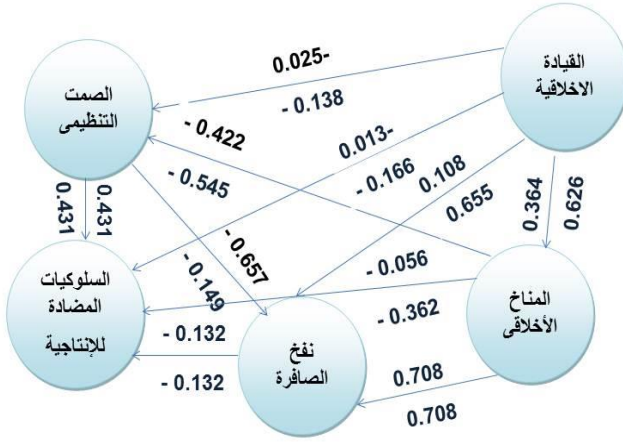 القيادة
الاخلاقية
الصمت
التنظيمى
0.025-
- 0.138
- 0.422
- 0.545
0.013-
- 0.166
0.108
0.655
0.364
0.626
0.431
0.431
- 0.657
- 0.149
السلوكيات
المضادة
للإنتاجية
- 0.056
- 0.362
المناخ
الأخلاقى
- 0.132
- 0.132
نفخ
الصافرة
0.708
0.708